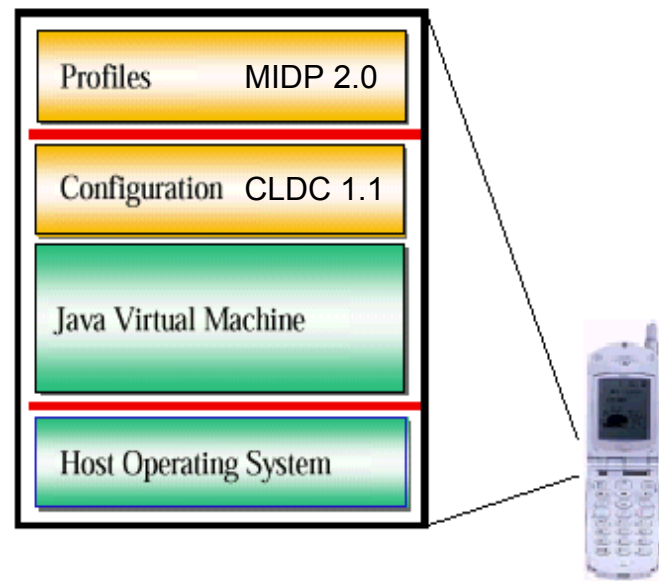 Profiles MIDP 2.0
Configuration CLDC 1.1
Java Virtual Machine
Host Operating System